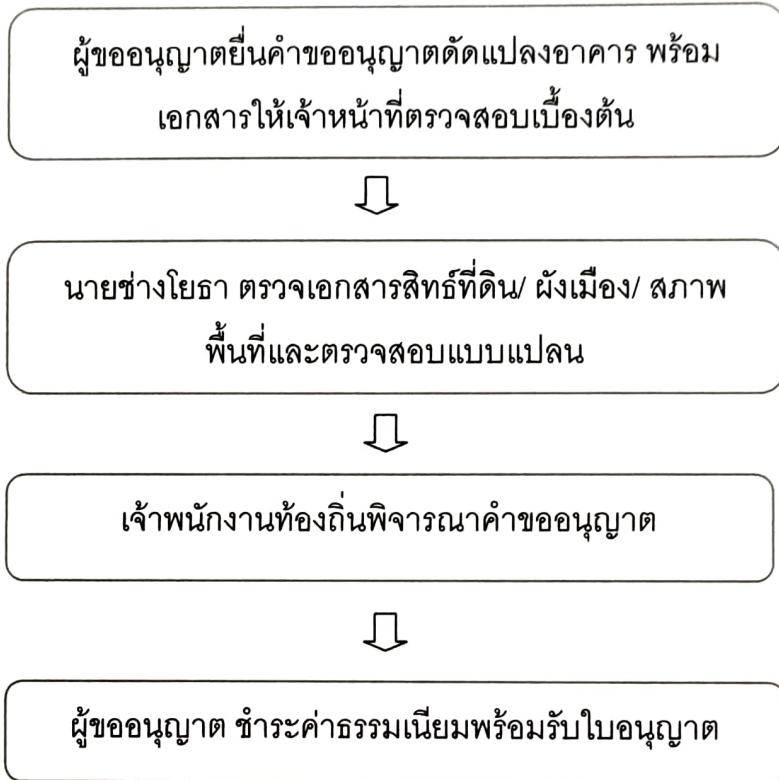 ผู้ขออนุญาตยื่นคำขออนุญาตดัดแปลงอาคาร พร้อม
เอกสารให้เจ้าหน้าที่ตรวจสอบเบื้องต้น
นายช่างโยธา ตรวจเอกสารสิทธ์ที่ดิน/ ผังเมือง/ สภาพ
พื้นที่และตรวจสอบแบบแปลน
เจ้าพนักงานท้องถิ่นพิจารณาคำขออนุญาต
ผู้ขออนุญาต ชำระค่าธรรมเนียมพร้อมรับใบอนุญาต